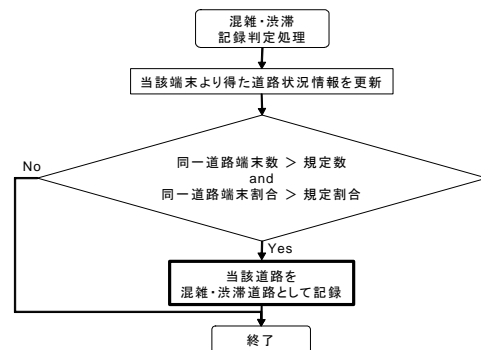 混雑・渋滞
記録判定処理
当該端末より得た道路状況情報を更新
同一道路端末数 > 規定数
and
同一道路端末割合 > 規定割合
No
Yes
当該道路を
混雑・渋滞道路として記録
終了